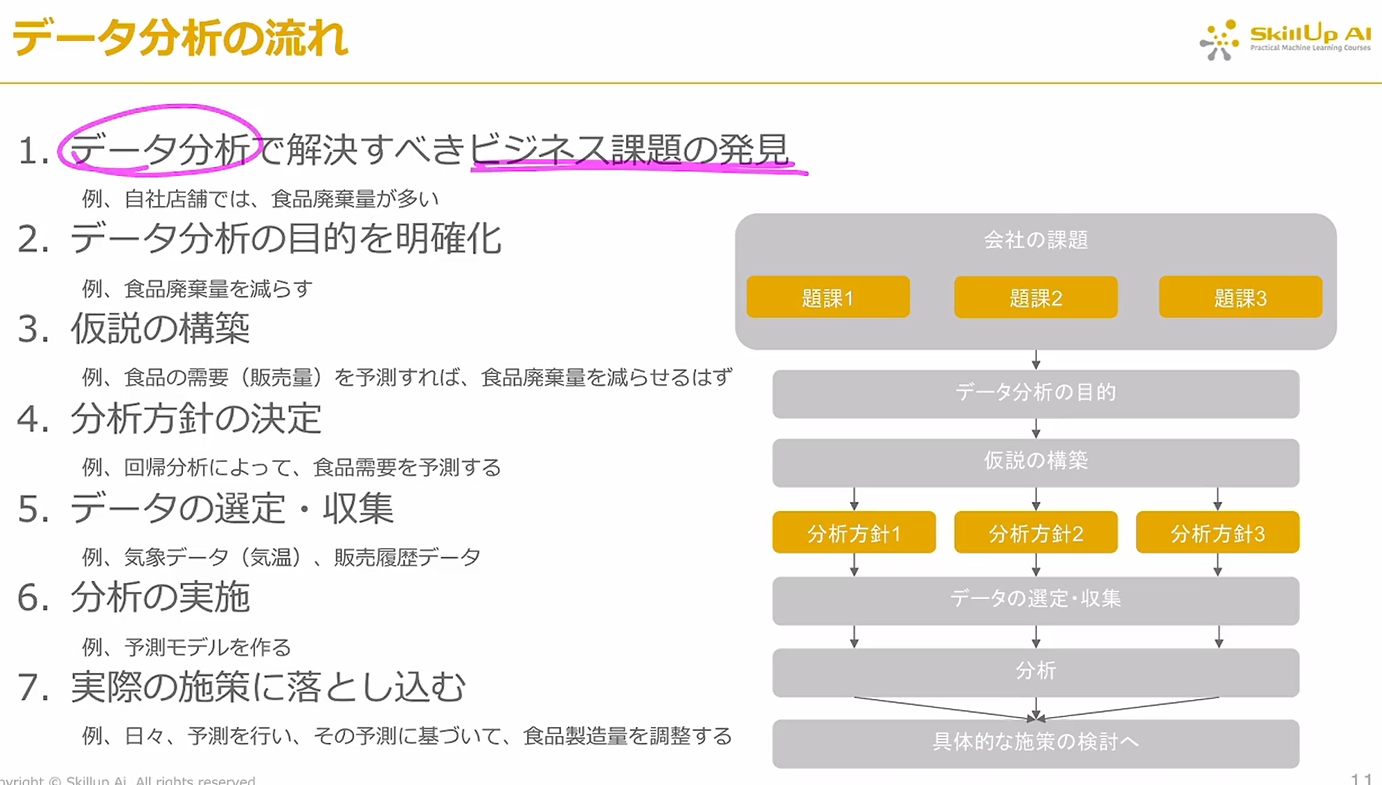 データ分析の流れ
SkillUp AI
Practical Machine Learning Courses
1. データ分析で解決すべきビジネス課題の発見
例、自社店舗では、食品廃棄量が多い
2. データ分析の目的を明確化
例、食品廃棄量を減らす
3. 仮説の構築
例、食品の需要（販売量）を予測すれば、食品廃棄量を減らせるはず
4. 分析方針の決定
例、回帰分析によって、食品需要を予測する
5. データの選定・収集
例、気象データ（気温）、販売履歴データ
6. 分析の実施
例、予測モデルを作る
7. 実際の施策に落とし込む
例、日々、予測を行い、その予測に基づいて、食品製造量を調整する
会社の課題
題課1 題課2 題課3
データ分析の目的
仮説の構築
分析方針1 分析方針2 分析方針3
データの選定・収集
分析
具体的な施策の検討へ
pyright © Skillup Ai, All rights reserved
11